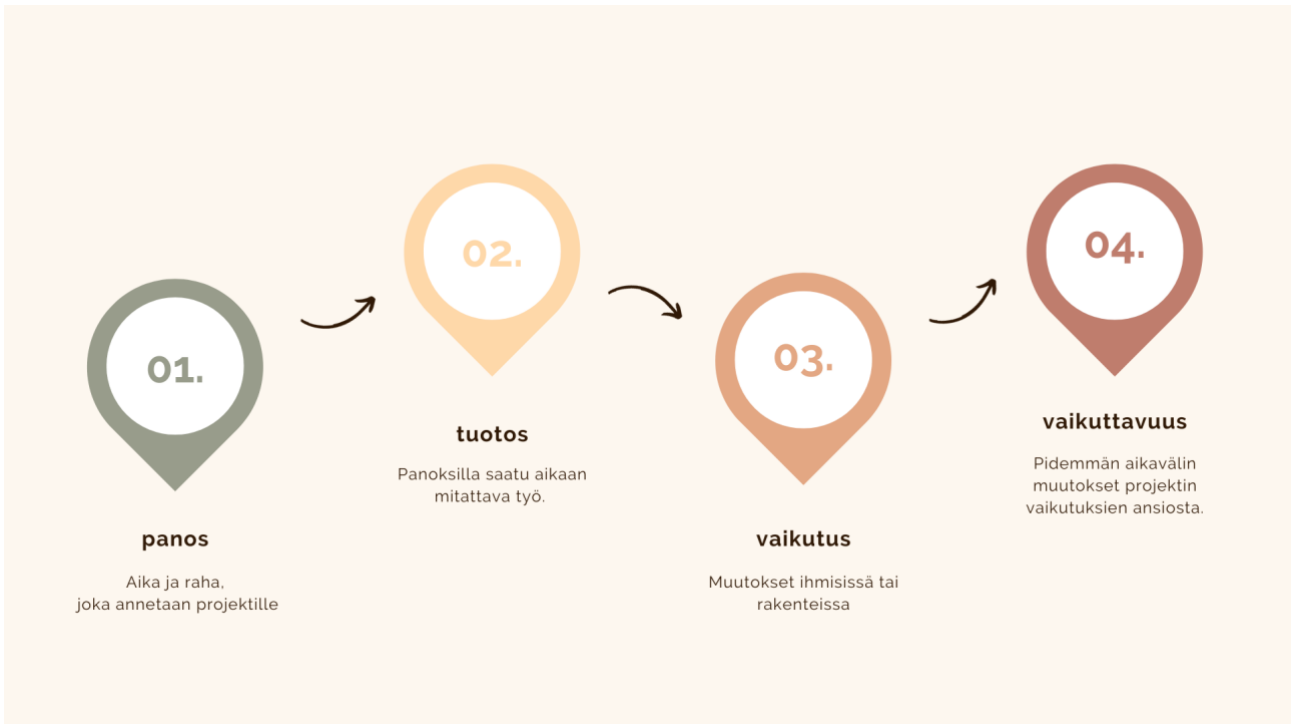 01.
panos
Aika ja raha,
joka annetaan projektille
02.
tuotos
Panoksilla saatu aikaan
mitattava työ.
03.
vaikutus
Muutokset ihmisissä tai
rakenteissa
04.
vaikuttavuus
Pidemmän aikavälin
muutokset projektin
vaikutuksien ansiosta.